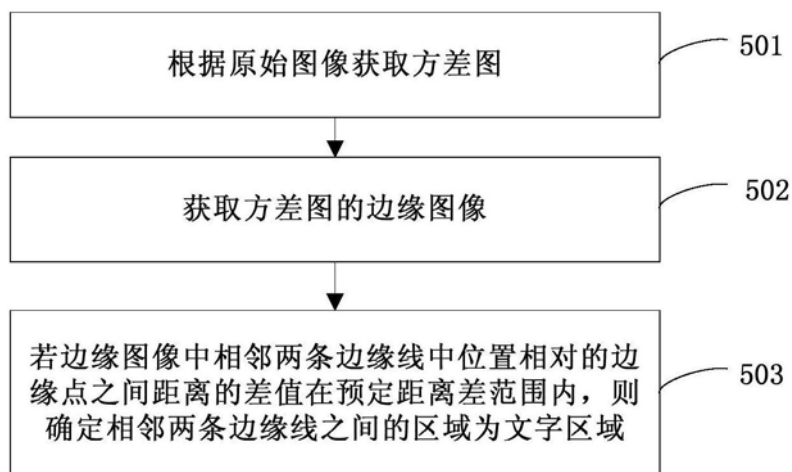 根据原始图像获取方差图
501
获取方差图的边缘图像
502
若边缘图像中相邻两条边缘线中位置相对的边
缘点之间距离的差值在预定距离差范围内，则
确定相邻两条边缘线之间的区域为文字区域
503